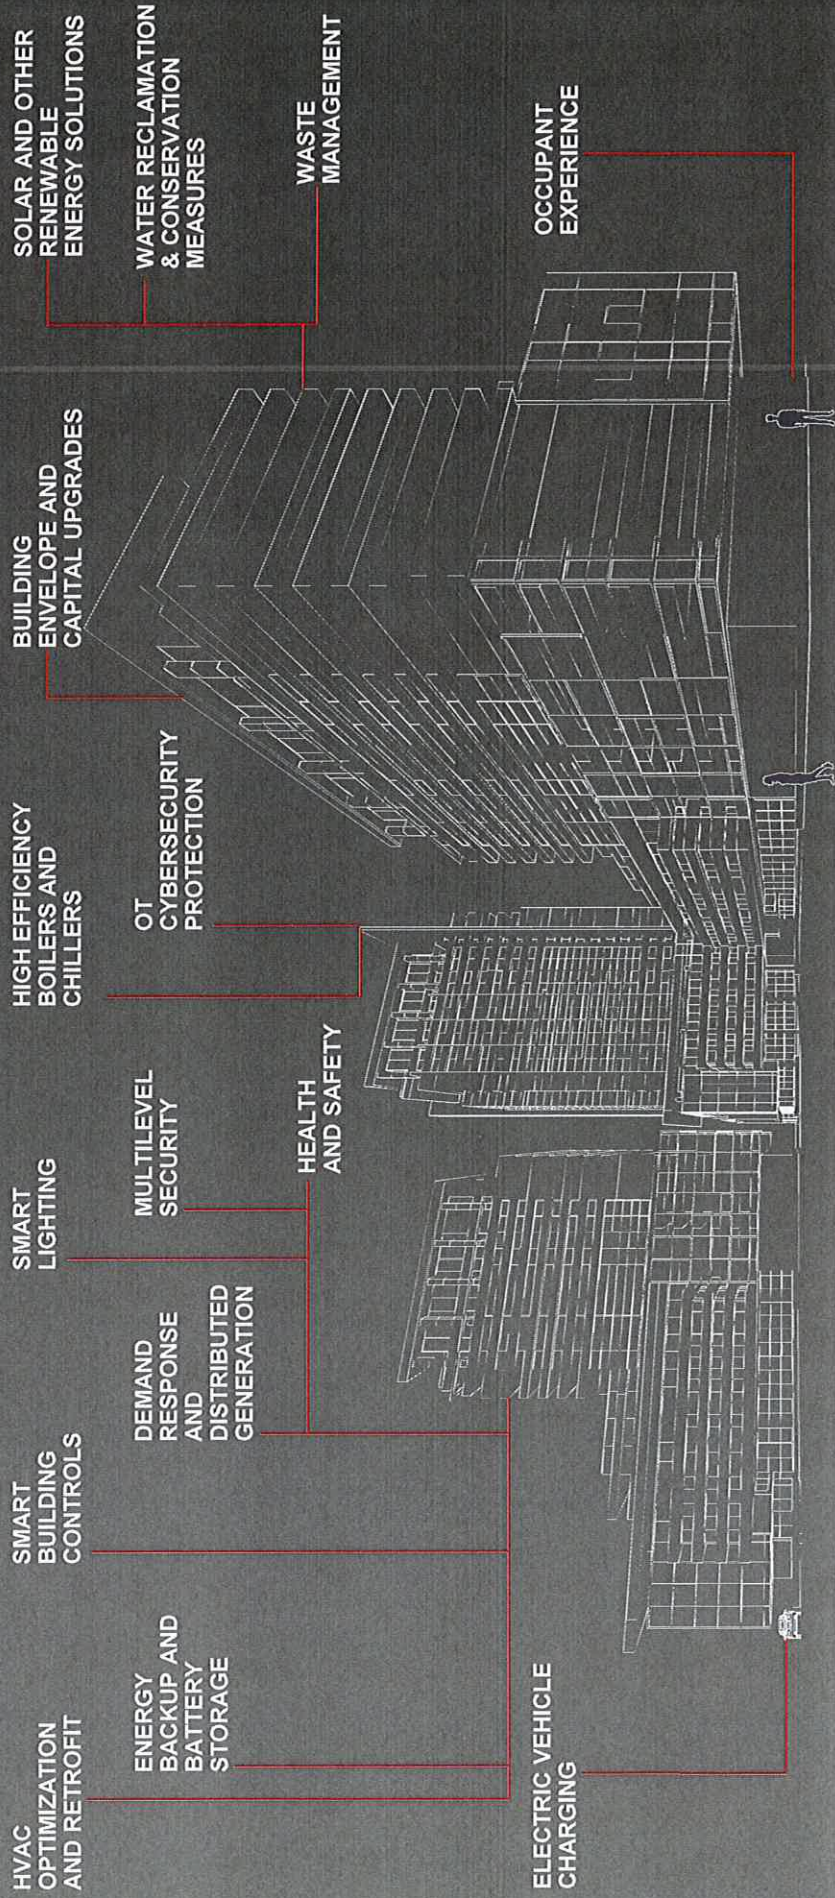 HVAC
OPTIMIZATION
AND RETROFIT
SMART
BUILDING
CONTROLS
SMART
LIGHTING
HIGH EFFICIENCY
BOILERS AND
CHILLERS
BUILDING
ENVELOPE AND
CAPITAL UPGRADES
SOLAR AND OTHER
RENEWABLE
ENERGY SOLUTIONS
ENERGY
BACKUP AND
BATTERY
STORAGE
DEMAND
RESPONSE
AND
DISTRIBUTED
GENERATION
MULTILEVEL
SECURITY
OT
CYBERSECURITY
PROTECTION
WATER RECLAMATION
& CONSERVATION
MEASURES
HEALTH
AND SAFETY
WASTE
MANAGEMENT
ELECTRIC VEHICLE
CHARGING
OCCUPANT
EXPERIENCE